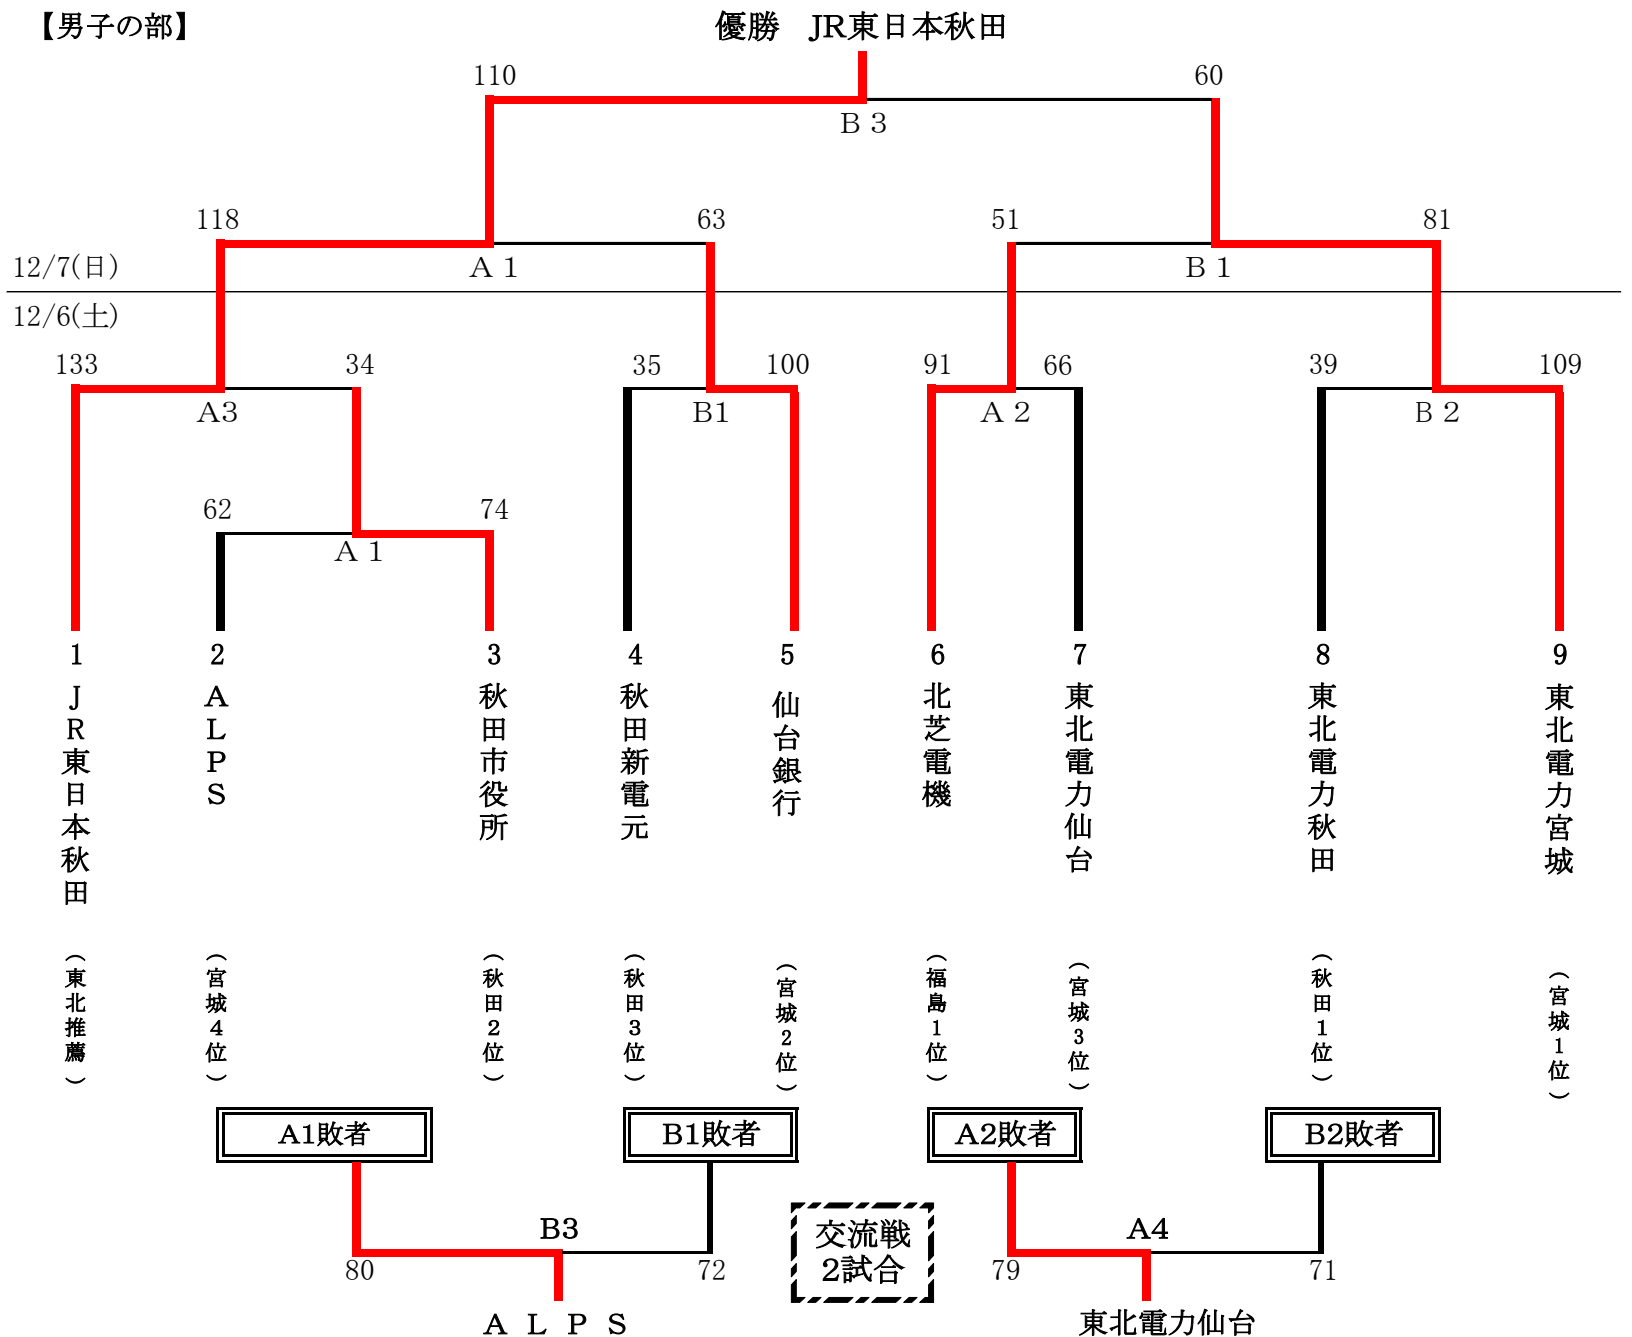 【男子の部】
優勝　JR東日本秋田
110
60
B 3
118
63
51
81
12/7(日)
A 1
B 1
12/6(土)
133
34
35
100
91
66
39
109
A3
B1
A 2
B 2
62
74
A 1
1
2
3
4
5
6
7
8
9
JR東日本秋田
ALPS
秋田市役所
秋田新電元
仙台銀行
北芝電機
東北電力仙台
東北電力秋田
東北電力宮城
（東北推薦）
（宮城4位）
（秋田2位）
（秋田3位）
（宮城2位）
（福島1位）
（宮城3位）
（秋田1位）
（宮城1位）
A1敗者
B1敗者
A2敗者
B2敗者
B3
交流戦
2試合
A4
80
72
79
71
A L P S
東北電力仙台